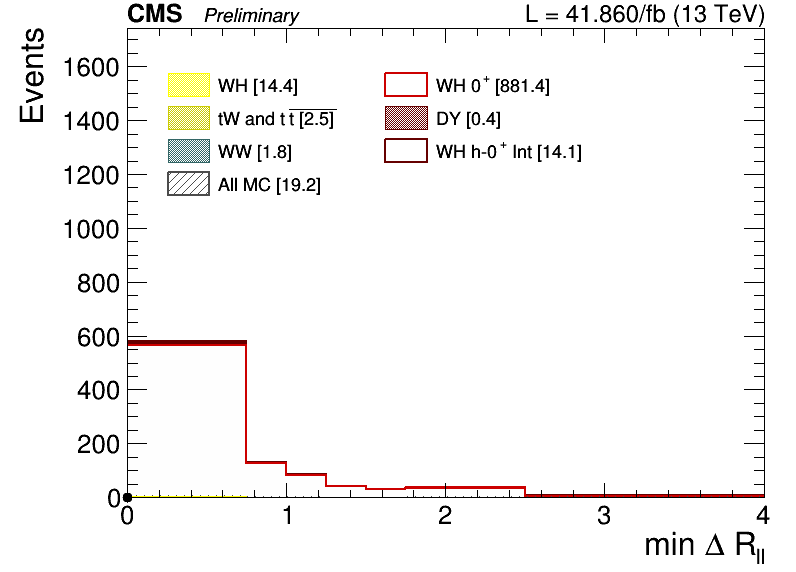 CMS Preliminary L = 41.860/fb (13 TeV)
Events
1600
1400
1200
1000
800
600
400
200
0
WH [14.4] WH 0+ [881.4]
tW and t t [2.5] DY [0.4]
WW [1.8] WH h-0+ Int [14.1]
All MC [19.2]
0 1 2 3 4
min Δ R_ll